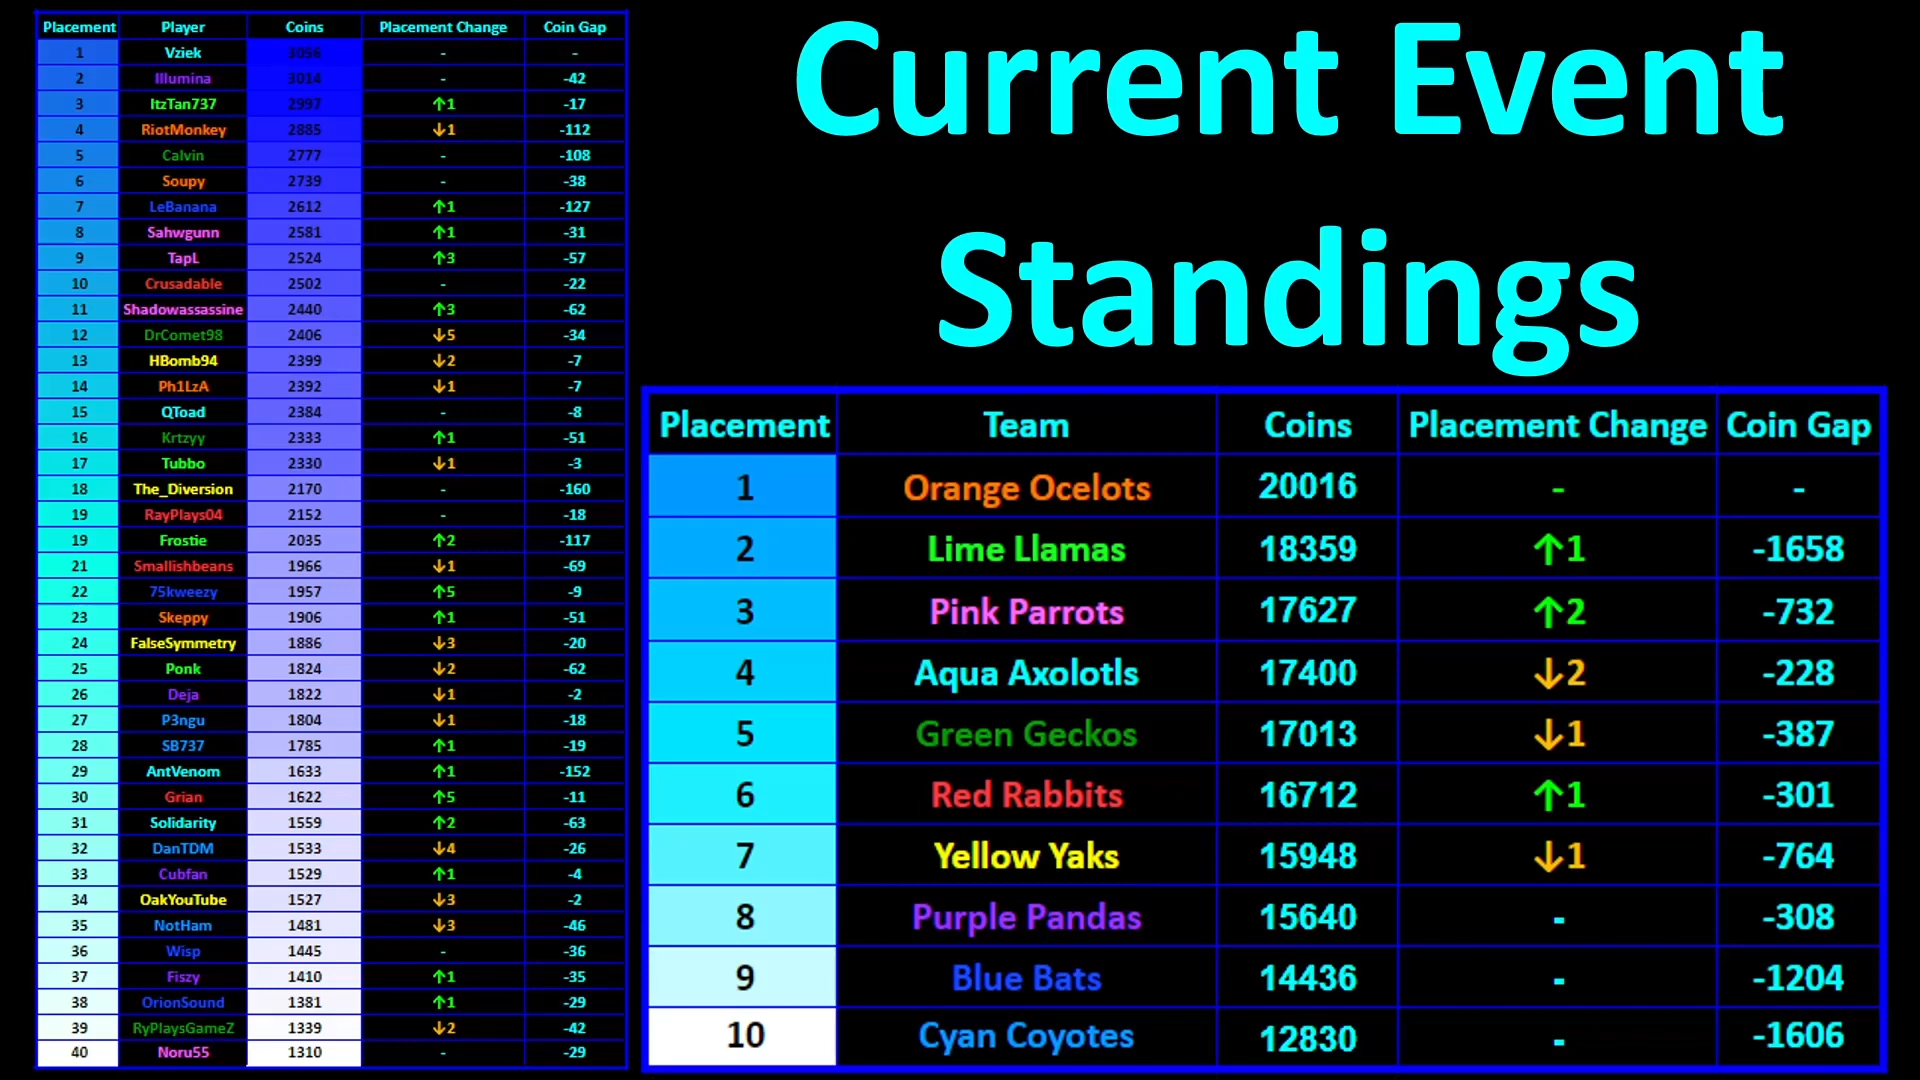 Placement Player Coins Placement Change Coin Gap
1 Vziek 3056 - -
2 Illumina 3014 - -42
3 ItzTan737 2997 ↑1 -17
4 RiotMonkey 2885 ↓1 -112
5 Calvin 2777 - -108
6 Soupy 2739 - -38
7 LeBanana 2612 ↑1 -127
8 Sahwgunn 2581 ↑1 -31
9 TapL 2524 ↑3 -57
10 Crusadable 2502 - -22
11 Shadowassassine 2440 ↑3 -62
12 DrComet98 2406 ↓5 -34
13 HBomb94 2399 ↓2 -7
14 Ph1LzA 2392 ↓1 -7
15 QToad 2384 - -8
16 Krtzyy 2333 ↑1 -51
17 Tubbo 2330 ↓1 -3
18 The_Diversion 2170 - -160
19 RayPlays04 2152 - -18
19 Frostie 2035 ↑2 -117
21 Smallishbeans 1966 ↓1 -69
22 75kweezy 1957 ↑5 -9
23 Skeppy 1906 ↑1 -51
24 FalseSymmetry 1886 ↓3 -20
25 Ponk 1824 ↓2 -62
26 Deja 1822 ↓1 -2
27 P3ngu 1804 ↓1 -18
28 SB737 1785 ↑1 -19
29 AntVenom 1633 ↑1 -152
30 Grian 1622 ↑5 -11
31 Solidarity 1559 ↑2 -63
32 DanTDM 1533 ↓4 -26
33 Cubfan 1529 ↑1 -4
34 OakYouTube 1527 ↓3 -2
35 NotHam 1481 ↓3 -46
36 Wisp 1445 - -36
37 Fiszy 1410 ↑1 -35
38 OrionSound 1381 ↑1 -29
39 RyPlaysGameZ 1339 ↓2 -42
40 Noru55 1310 - -29
Current Event
Standings
Placement Team Coins Placement Change Coin Gap
1 Orange Ocelots 20016 - -
2 Lime Llamas 18359 ↑1 -1658
3 Pink Parrots 17627 ↑2 -732
4 Aqua Axolotls 17400 ↓2 -228
5 Green Geckos 17013 ↓1 -387
6 Red Rabbits 16712 ↑1 -301
7 Yellow Yaks 15948 ↓1 -764
8 Purple Pandas 15640 - -308
9 Blue Bats 14436 - -1204
10 Cyan Coyotes 12830 - -1606